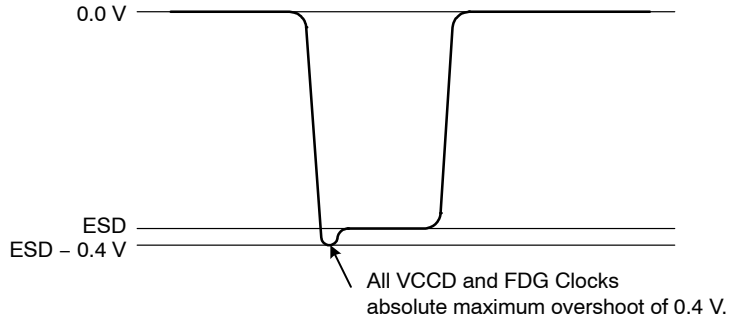 0.0 V
ESD
ESD − 0.4 V
All VCCD and FDG Clocks
absolute maximum overshoot of 0.4 V.